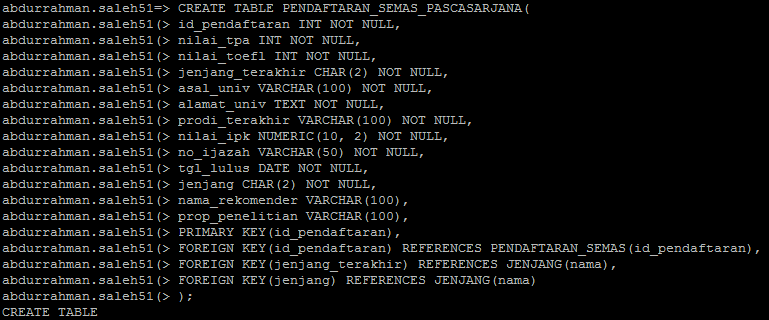 abdurrahman.saleh51=> CREATE TABLE PENDAFTARAN_SEMAS_PASCASARJANA(
abdurrahman.saleh51(> id_pendaftaran INT NOT NULL,
abdurrahman.saleh51(> nilai_tpa INT NOT NULL,
abdurrahman.saleh51(> nilai_toefl INT NOT NULL,
abdurrahman.saleh51(> jenjang_terakhir CHAR(2) NOT NULL,
abdurrahman.saleh51(> asal_univ VARCHAR(100) NOT NULL,
abdurrahman.saleh51(> alamat_univ TEXT NOT NULL,
abdurrahman.saleh51(> prodi_terakhir VARCHAR(100) NOT NULL,
abdurrahman.saleh51(> nilai_ipk NUMERIC(10, 2) NOT NULL,
abdurrahman.saleh51(> no_ijazah VARCHAR(50) NOT NULL,
abdurrahman.saleh51(> tgl_lulus DATE NOT NULL,
abdurrahman.saleh51(> jenjang CHAR(2) NOT NULL,
abdurrahman.saleh51(> nama_rekomender VARCHAR(100),
abdurrahman.saleh51(> prop_penelitian VARCHAR(100),
abdurrahman.saleh51(> PRIMARY KEY(id_pendaftaran),
abdurrahman.saleh51(> FOREIGN KEY(id_pendaftaran) REFERENCES PENDAFTARAN_SEMAS(id_pendaftaran),
abdurrahman.saleh51(> FOREIGN KEY(jenjang_terakhir) REFERENCES JENJANG(nama),
abdurrahman.saleh51(> FOREIGN KEY(jenjang) REFERENCES JENJANG(nama)
abdurrahman.saleh51(> );
CREATE TABLE